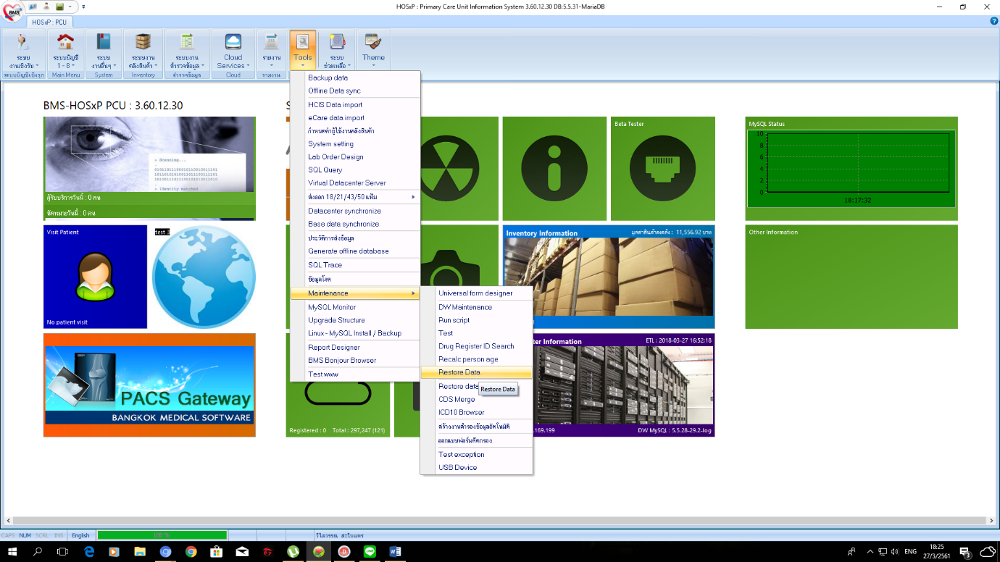 HOSxP : Primary Care Unit Information System 3.60.12.30 DB:5.5.31-MariaDB
BMS
HOSxP : PCU
ระบบ
งานเชิงรับ
ระบบบัญชี
1 - 8
ระบบ
งานอื่นๆ
ระบบงาน
คลังสินค้า
ระบบงาน
สำรวจข้อมูล
Cloud
Services
รายงาน
Tools
ระบบ
ช่วยเหลือ
Theme
ระบบบัญชีเชิงรุก
Main Menu
System
Inventory
สำรวจข้อมูล
Cloud
รายงาน
BMS-HOSxP PCU : 3.60.12.30
S
Scanning...
Identity matched
ผู้รับบริการวันนี้ : 0 คน
นัดหมายวันนี้ : 0 คน
Visit Patient
No patient visit
test 3
PACS Gateway
BANGKOK MEDICAL SOFTWARE
Backup data
Offline Data sync
HCIS Data import
eCare data import
กำหนดค่าผู้ใช้งานคลังสินค้า
System setting
Lab Order Design
SQL Query
Virtual Datacenter Server
ส่งออก 18/21/43/50 แฟ้ม
Datacenter synchronize
Base data synchronize
ประวัติการส่งข้อมูล
Generate offline database
SQL Trace
ข้อมูลโรค
Maintenance
MySQL Monitor
Upgrade Structure
Linux - MySQL Install / Backup
Report Designer
BMS Bonjour Browser
Test www
Universal form designer
DW Maintenance
Run script
Test
Drug Register ID Search
Recalc person age
Restore Data
Restore data
Restore Data
CDS Merge
ICD10 Browser
สร้างงานสำรองข้อมูลอัตโนมัติ
ออกแบบฟอร์มคัดกรอง
Test exception
USB Device
Registered : 0 Total : 297,247 (121)
Beta Tester
Inventory Information
มูลค่าสินค้าคงคลัง : 11,556.92 บาท
ter Information
ETL : 2018-03-27 16:52:18
.169.199
DW MySQL : 5.5.28-29.2-log
MySQL Status
10
8
6
4
2
0
18:17:32
Other Information
CAPS NUM SCRL INS English 100 %
ENG
18:25
27/3/2561
3